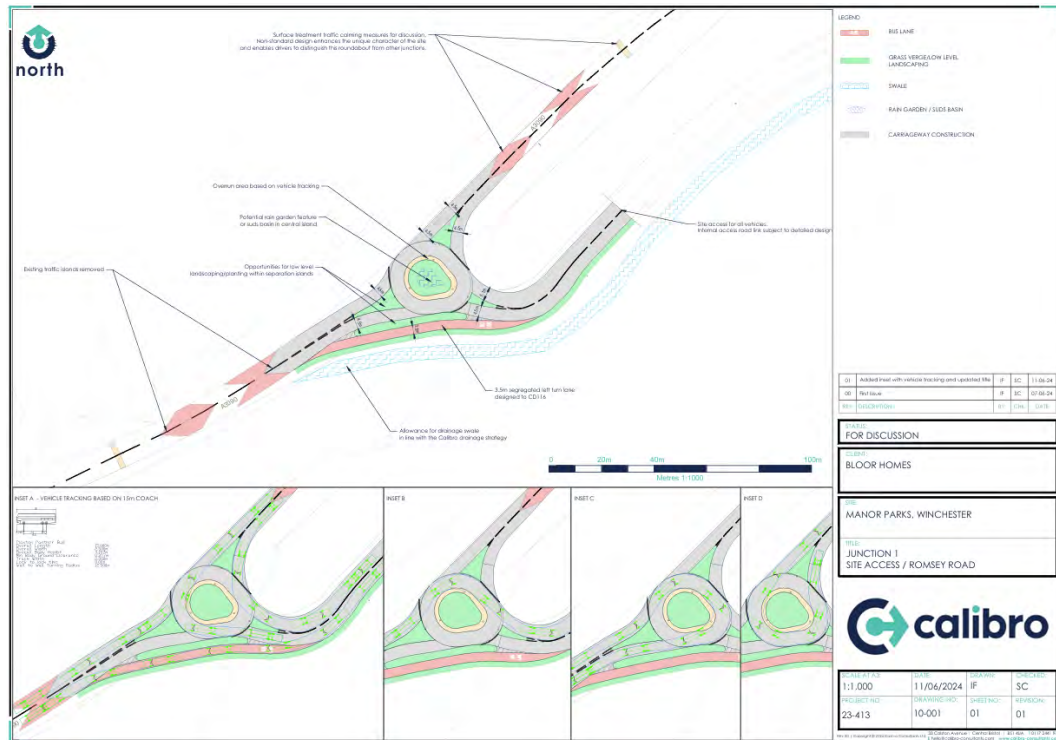 north
Surface treatment traffic calming measures for discussion.
Non-standard design enhances the unique character of the site
and enables drivers to distinguish the roundabout from other junctions.
A3090
Overrun area based on vehicle tracking
Potential rain garden feature
or suds basin in central island
Opportunities for low level
landscaping/planting within separation islands
Existing traffic islands removed
Site access for all vehicles.
Internal access road link subject to detailed design
3.5m segregated left turn lane
designed to CD116
Allowance for drainage swale
in line with the Calibro drainage strategy
A3090
0 20m 40m 100m
Metres 1:1000
LEGEND
BUS LANE
GRASS VERGE/LOW LEVEL
LANDSCAPING
SWALE
RAIN GARDEN / SUDS BASIN
CARRIAGEWAY CONSTRUCTION
01 Added inset with vehicle tracking and updated title IF SC 11-06-24
00 First issue IF SC 07-06-24
REV: DESCRIPTION: BY: CHK: DATE:
STATUS:
FOR DISCUSSION
CLIENT:
BLOOR HOMES
SITE:
MANOR PARKS, WINCHESTER
TITLE:
JUNCTION 1
SITE ACCESS / ROMSEY ROAD
calibro
SCALE AT A3: DATE: DRAWN: CHECKED:
1:1,000 11/06/2024 IF SC
PROJECT NO: DRAWING NO: SHEET NO: REVISION:
23-413 10-001 01 01
INSET A - VEHICLE TRACKING BASED ON 15m COACH
INSET B
INSET C
INSET D